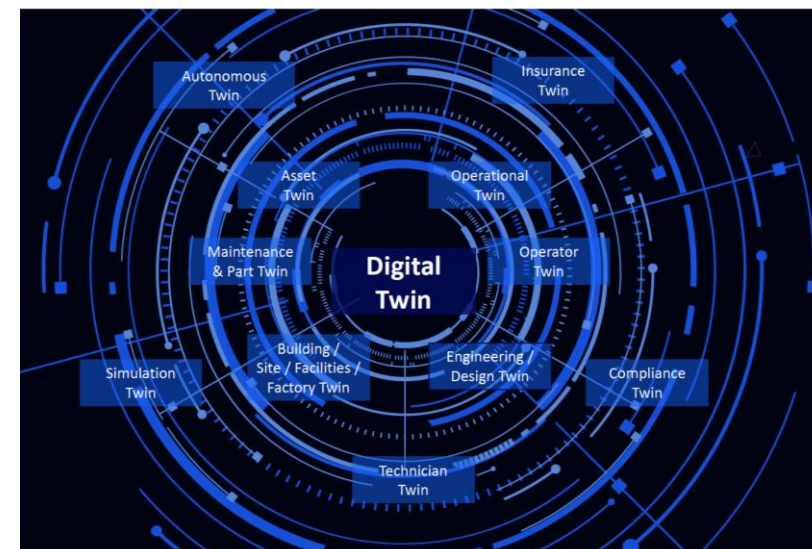 Autonomous
Twin
Insurance
Twin
Asset
Twin
Operational
Twin
Maintenance
& Part Twin
Digital
Twin
Operator
Twin
Building /
Site / Facilities /
Factory Twin
Engineering /
Design Twin
Simulation
Twin
Compliance
Twin
Technician
Twin